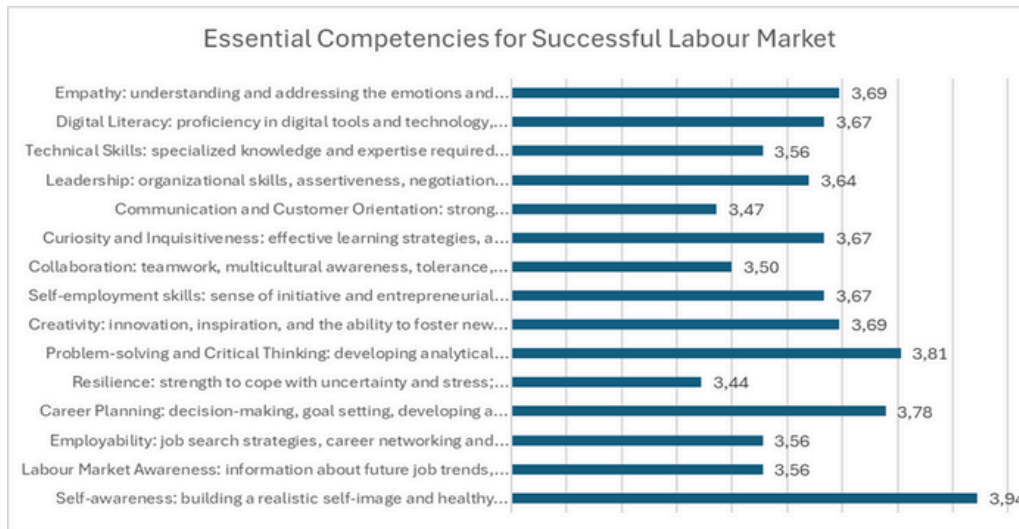 Essential Competencies for Successful Labour Market
Empathy: understanding and addressing the emotions and... 3,69
Digital Literacy: proficiency in digital tools and technology,... 3,67
Technical Skills: specialized knowledge and expertise required... 3,56
Leadership: organizational skills, assertiveness, negotiation... 3,64
Communication and Customer Orientation: strong... 3,47
Curiosity and Inquisitiveness: effective learning strategies, a... 3,67
Collaboration: teamwork, multicultural awareness, tolerance,... 3,50
Self-employment skills: sense of initiative and entrepreneurial... 3,67
Creativity: innovation, inspiration, and the ability to foster new... 3,69
Problem-solving and Critical Thinking: developing analytical... 3,81
Resilience: strength to cope with uncertainty and stress;... 3,44
Career Planning: decision-making, goal setting, developing a... 3,78
Employability: job search strategies, career networking and... 3,56
Labour Market Awareness: information about future job trends,... 3,56
Self-awareness: building a realistic self-image and healthy... 3,94